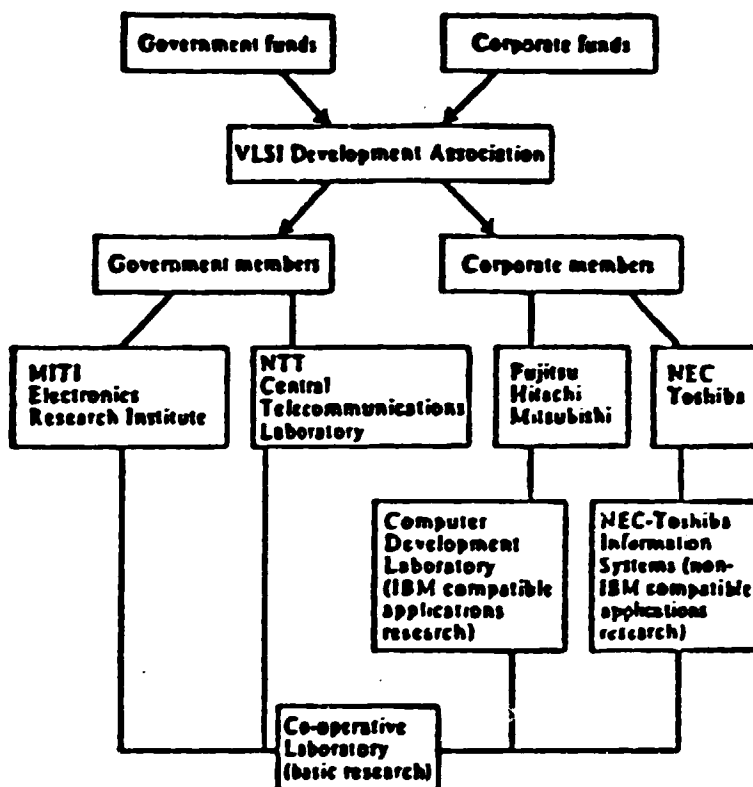 Government funds
Corporate funds
VLSI Development Association
Government members
Corporate members
MITI
Electronics
Research Institute
NTT
Central
Telecommunications
Laboratory
Fujitsu
Hitachi
Mitsubishi
NEC
Toshiba
Computer
Development
Laboratory
(IBM compatible
applications
research)
NEC-Toshiba
Information
Systems (non-
IBM compatible
applications
research)
Co-operative
Laboratory
(basic research)